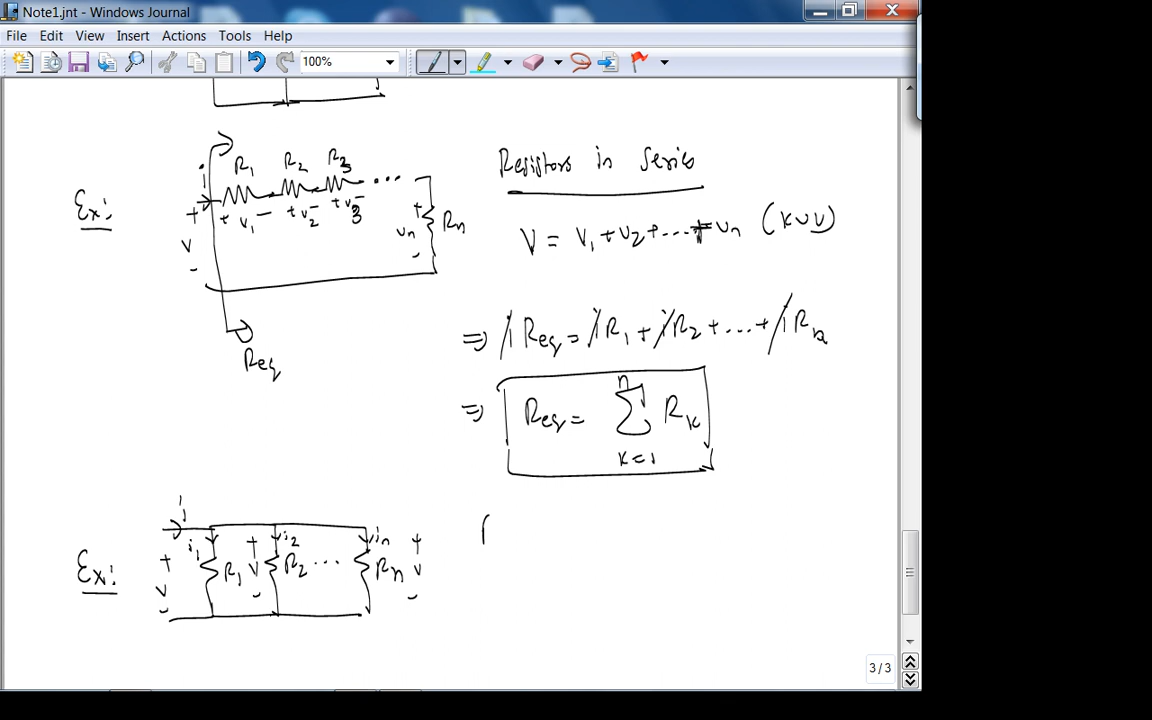 Note1.jnt - Windows Journal
File Edit View Insert Actions Tools Help
100%
Ex:
i
R1 R2 R3 ...
+ v1 - + v2 - + v3 -
+ v -
+ vn -
Rn
Req
Resistors in Series
V = v1 + v2 + ... + vn (KVL)
⇒ i Req = i R1 + i R2 + ... + i Rn
⇒ Req = Σ Rk
n
k=1
Ex:
i
+ v -
i1 R1
+ v -
i2 R2 ...
in Rn
+ v -
3/3